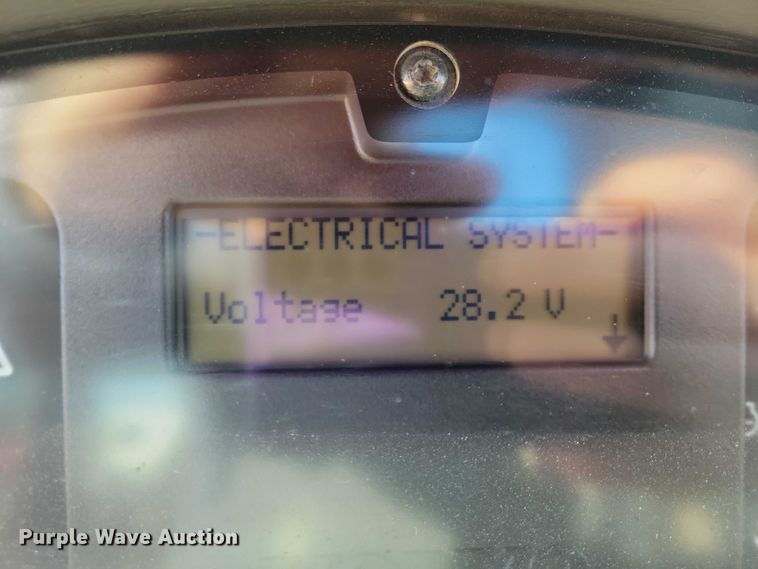 -ELECTRICAL SYSTEM-
Voltage 28.2 V
Purple Wave Auction